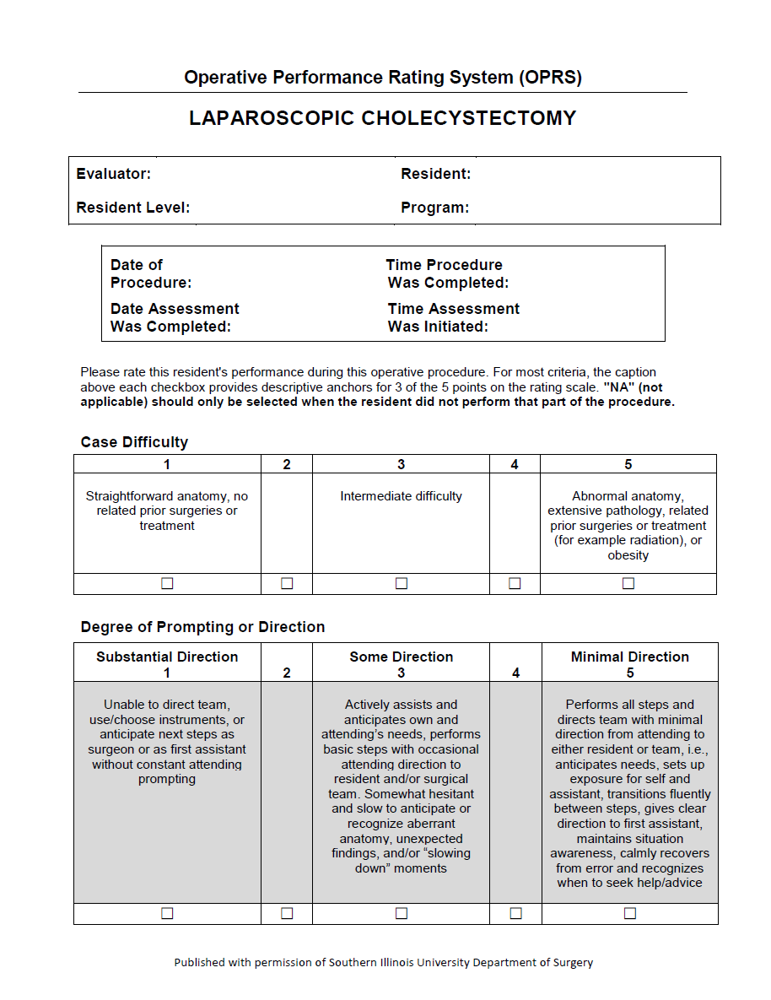 Operative Performance Rating System (OPRS)
LAPAROSCOPIC CHOLECYSTECTOMY
Evaluator: Resident:
Resident Level: Program:
Date of Time Procedure
Procedure: Was Completed:
Date Assessment Time Assessment
Was Completed: Was Initiated:
Please rate this resident's performance during this operative procedure. For most criteria, the caption
above each checkbox provides descriptive anchors for 3 of the 5 points on the rating scale. "NA" (not
applicable) should only be selected when the resident did not perform that part of the procedure.
Case Difficulty
1 2 3 4 5
Straightforward anatomy, no
related prior surgeries or
treatment
Intermediate difficulty
Abnormal anatomy,
extensive pathology, related
prior surgeries or treatment
(for example radiation), or
obesity
☐ ☐ ☐ ☐ ☐
Degree of Prompting or Direction
Substantial Direction Some Direction Minimal Direction
1 2 3 4 5
Unable to direct team,
use/choose instruments, or
anticipate next steps as
surgeon or as first assistant
without constant attending
prompting
Actively assists and
anticipates own and
attending’s needs, performs
basic steps with occasional
attending direction to
resident and/or surgical
team. Somewhat hesitant
and slow to anticipate or
recognize aberrant
anatomy, unexpected
findings, and/or “slowing
down” moments
Performs all steps and
directs team with minimal
direction from attending to
either resident or team, i.e.,
anticipates needs, sets up
exposure for self and
assistant, transitions fluently
between steps, gives clear
direction to first assistant,
maintains situation
awareness, calmly recovers
from error and recognizes
when to seek help/advice
☐ ☐ ☐ ☐ ☐
Published with permission of Southern Illinois University Department of Surgery